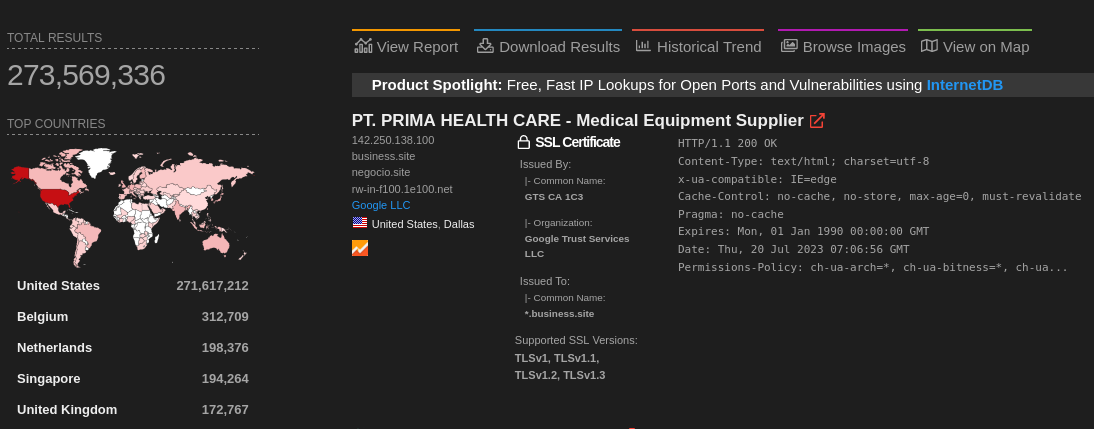 TOTAL RESULTS
273,569,336
TOP COUNTRIES
United States 271,617,212
Belgium 312,709
Netherlands 198,376
Singapore 194,264
United Kingdom 172,767
View Report Download Results Historical Trend Browse Images View on Map
Product Spotlight: Free, Fast IP Lookups for Open Ports and Vulnerabilities using InternetDB
PT. PRIMA HEALTH CARE - Medical Equipment Supplier
142.250.138.100
business.site
negocio.site
rw-in-f100.1e100.net
Google LLC
United States, Dallas
SSL Certificate
Issued By:
|- Common Name:
GTS CA 1C3
|- Organization:
Google Trust Services
LLC
Issued To:
|- Common Name:
*.business.site
Supported SSL Versions:
TLSv1, TLSv1.1,
TLSv1.2, TLSv1.3
HTTP/1.1 200 OK
Content-Type: text/html; charset=utf-8
x-ua-compatible: IE=edge
Cache-Control: no-cache, no-store, max-age=0, must-revalidate
Pragma: no-cache
Expires: Mon, 01 Jan 1990 00:00:00 GMT
Date: Thu, 20 Jul 2023 07:06:56 GMT
Permissions-Policy: ch-ua-arch=*, ch-ua-bitness=*, ch-ua...